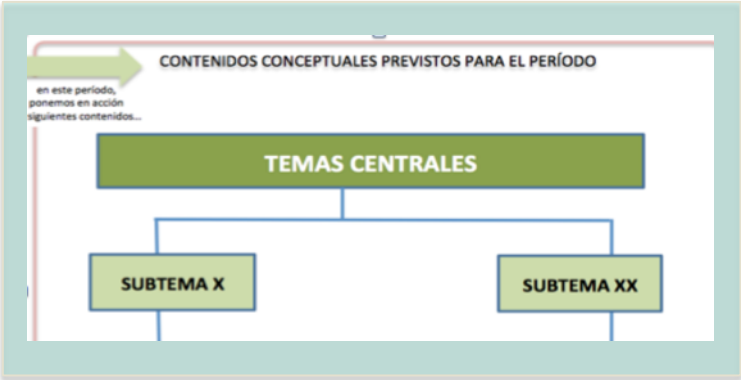 CONTENIDOS CONCEPTUALES PREVISTOS PARA EL PERÍODO
en este período,
ponemos en acción
siguientes contenidos...
TEMAS CENTRALES
SUBTEMA X
SUBTEMA XX